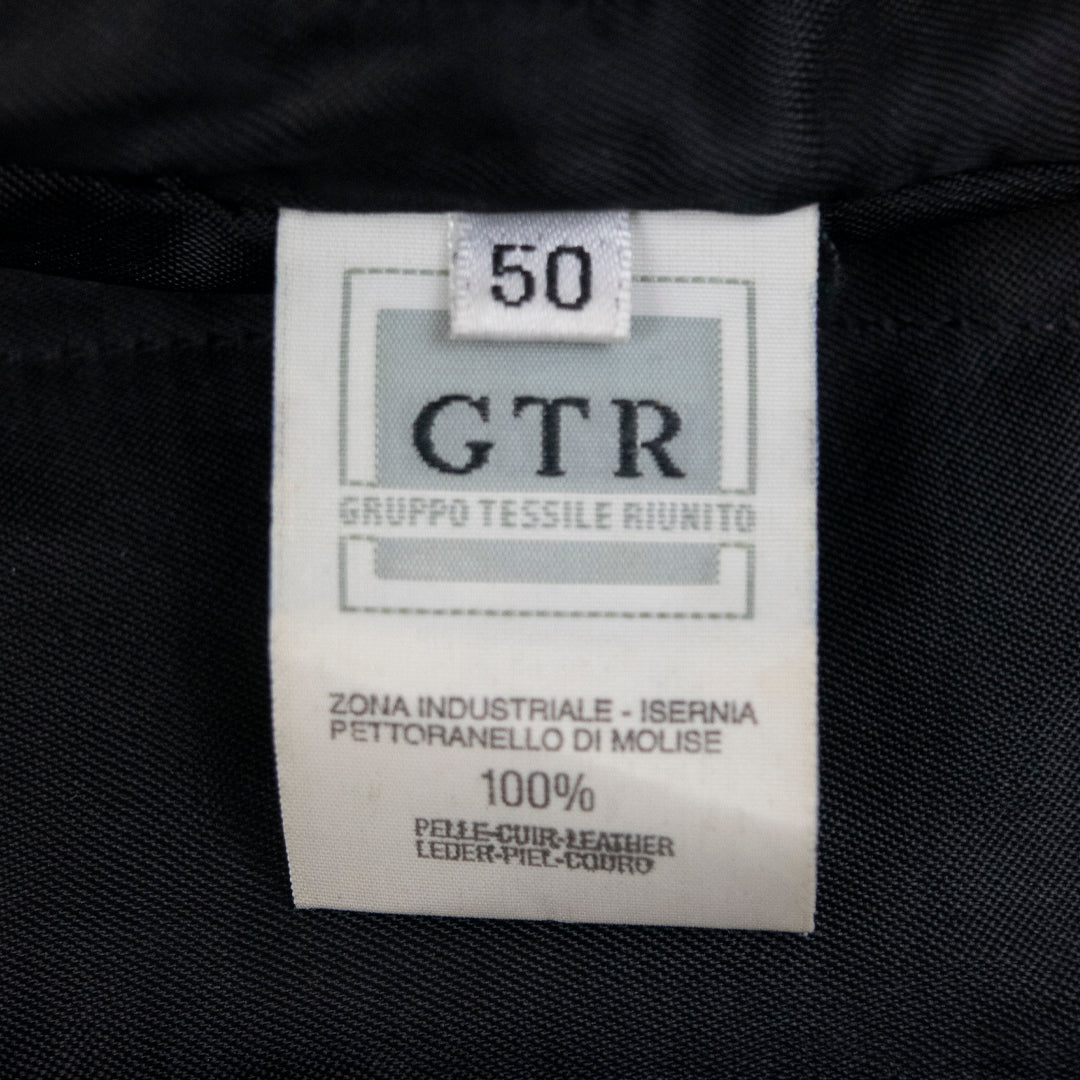 50
GTR
GRUPPO TESSILE RIUNITO
ZONA INDUSTRIALE - ISERNIA
PETTORANELLO DI MOLISE
100%
PELLE-CUIR-LEATHER
LEDER-PIEL-COURO